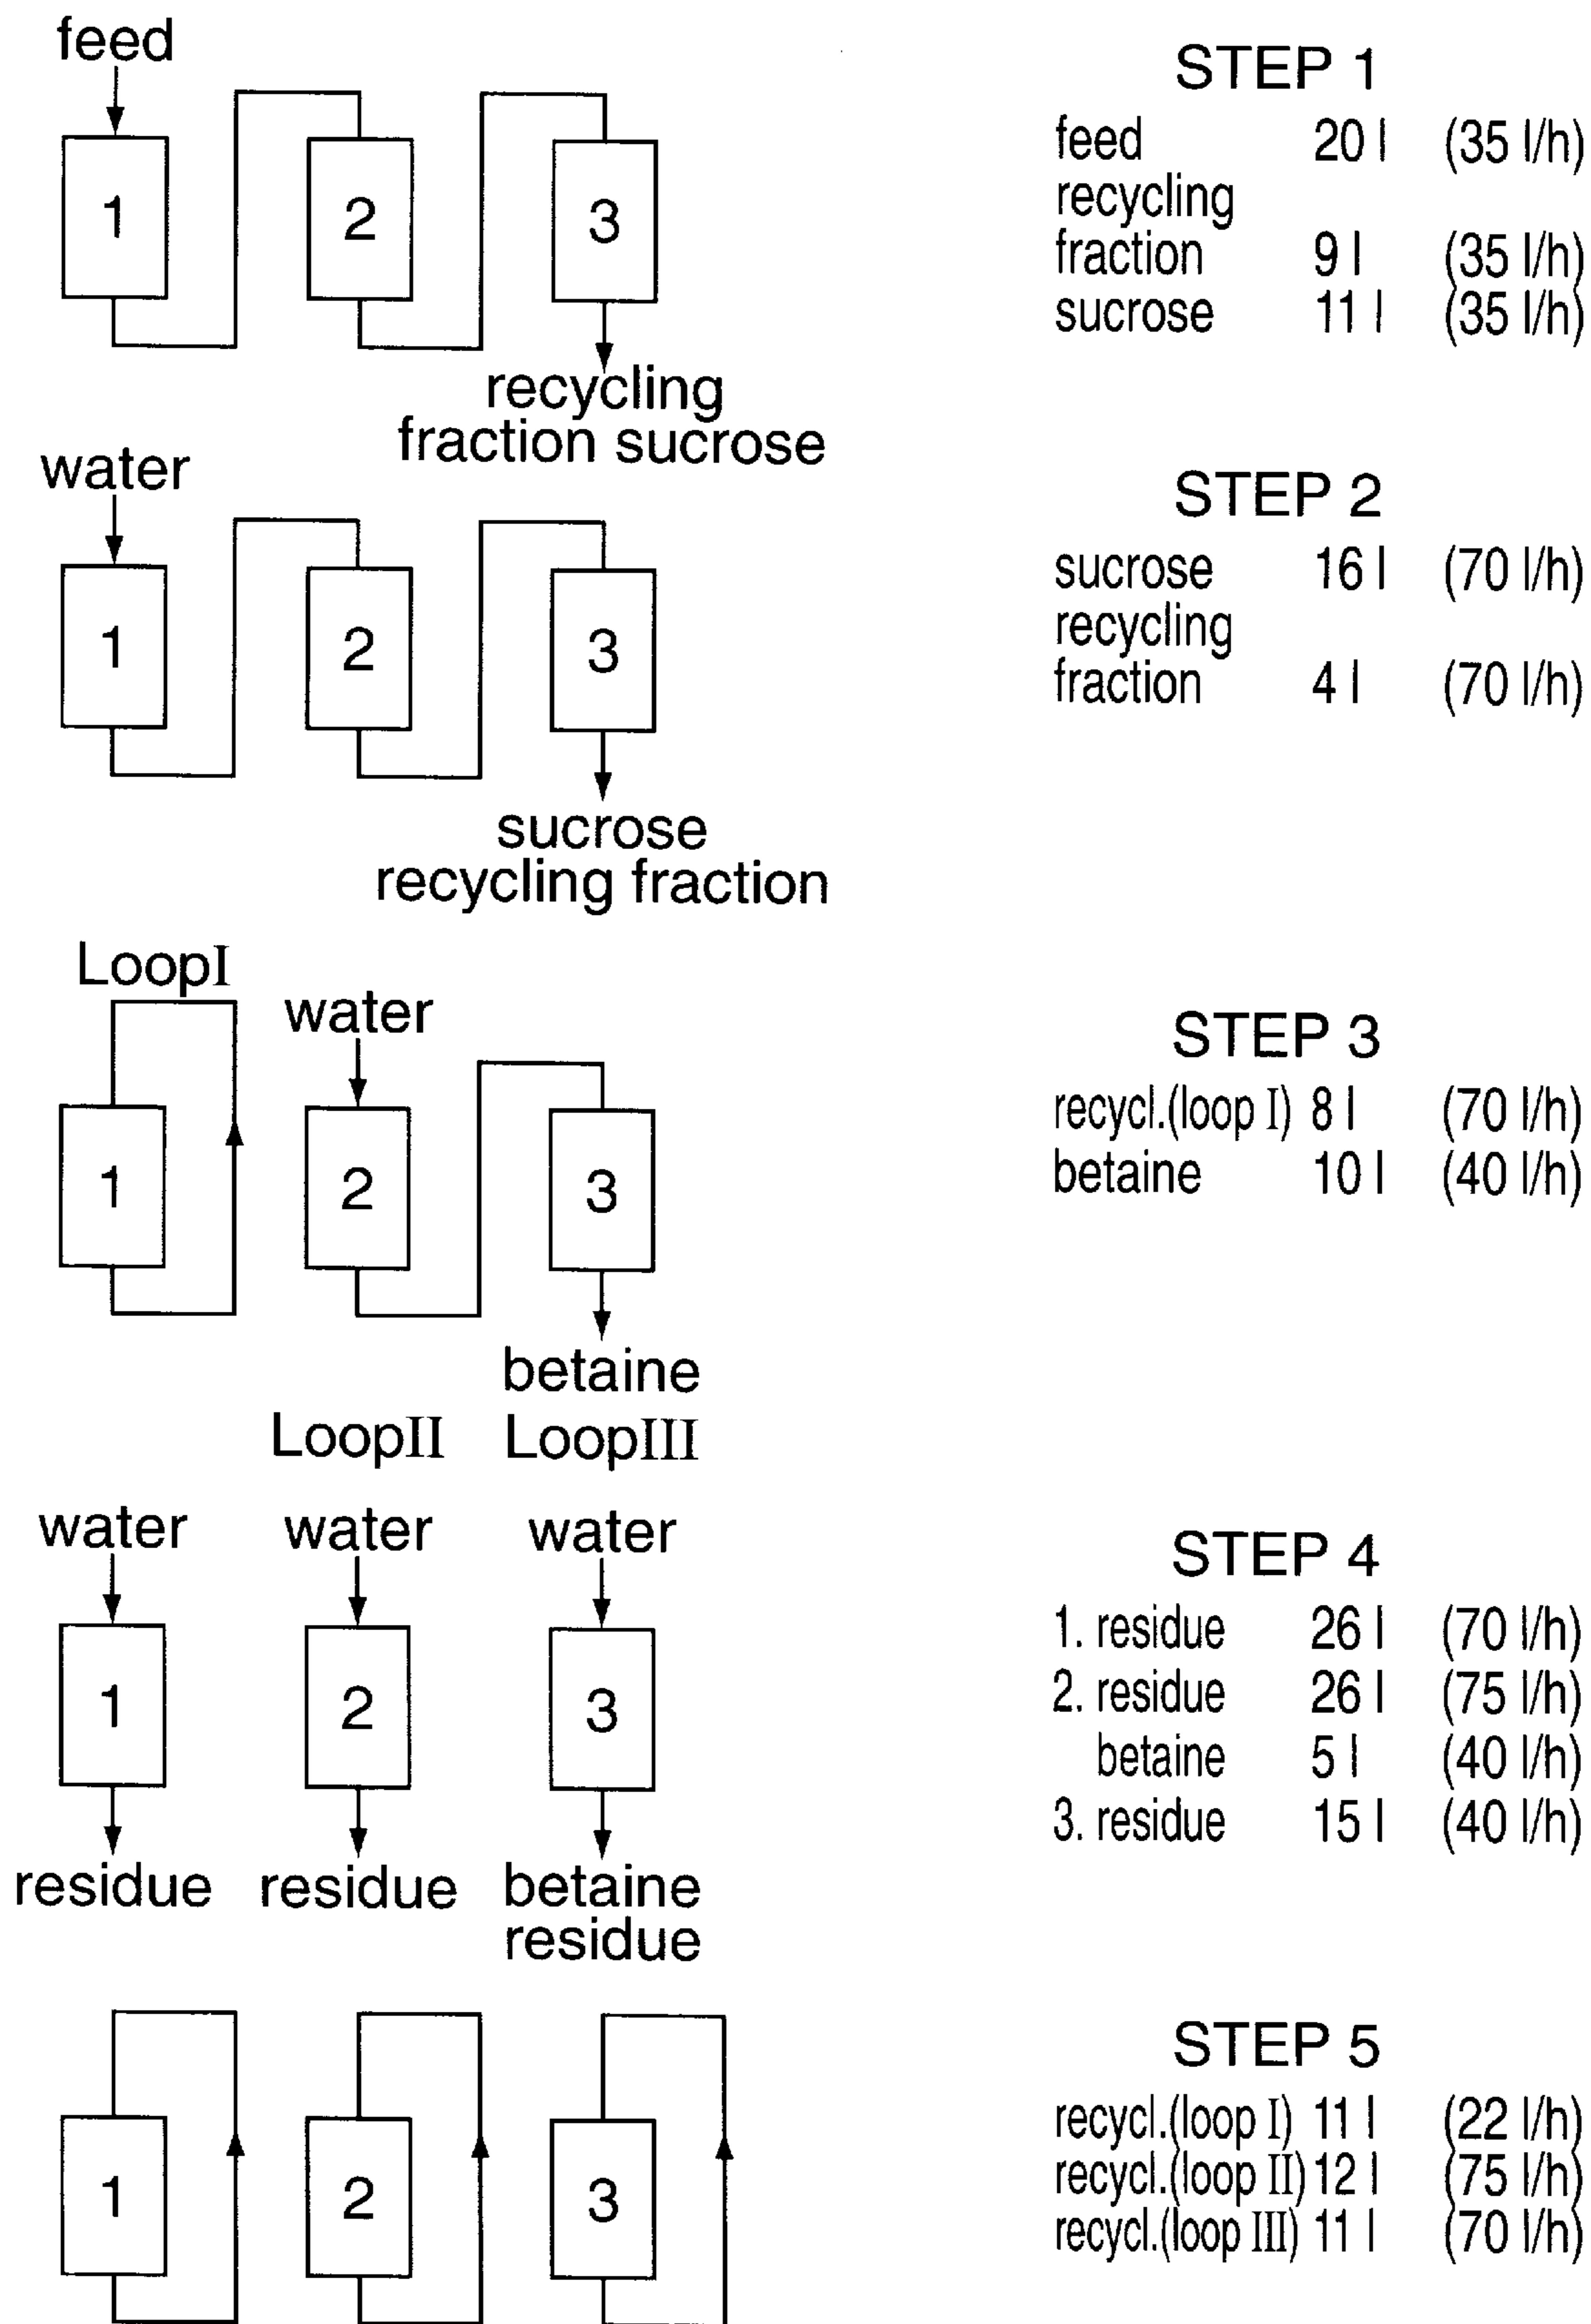 feed
1 2 3
recycling
fraction sucrose
STEP 1
feed 20 l (35 l/h)
recycling
fraction 9 l (35 l/h)
sucrose 11 l (35 l/h)
water
1 2 3
sucrose
recycling fraction
STEP 2
sucrose 16 l (70 l/h)
recycling
fraction 4 l (70 l/h)
LoopI
water
1 2 3
betaine
STEP 3
recycl.(loop I) 8 l (70 l/h)
betaine 10 l (40 l/h)
LoopII LoopIII
water water water
1 2 3
residue residue betaine
residue
STEP 4
1. residue 26 l (70 l/h)
2. residue 26 l (75 l/h)
betaine 5 l (40 l/h)
3. residue 15 l (40 l/h)
1 2 3
STEP 5
recycl.(loop I) 11 l (22 l/h)
recycl.(loop II) 12 l (75 l/h)
recycl.(loop III) 11 l (70 l/h)